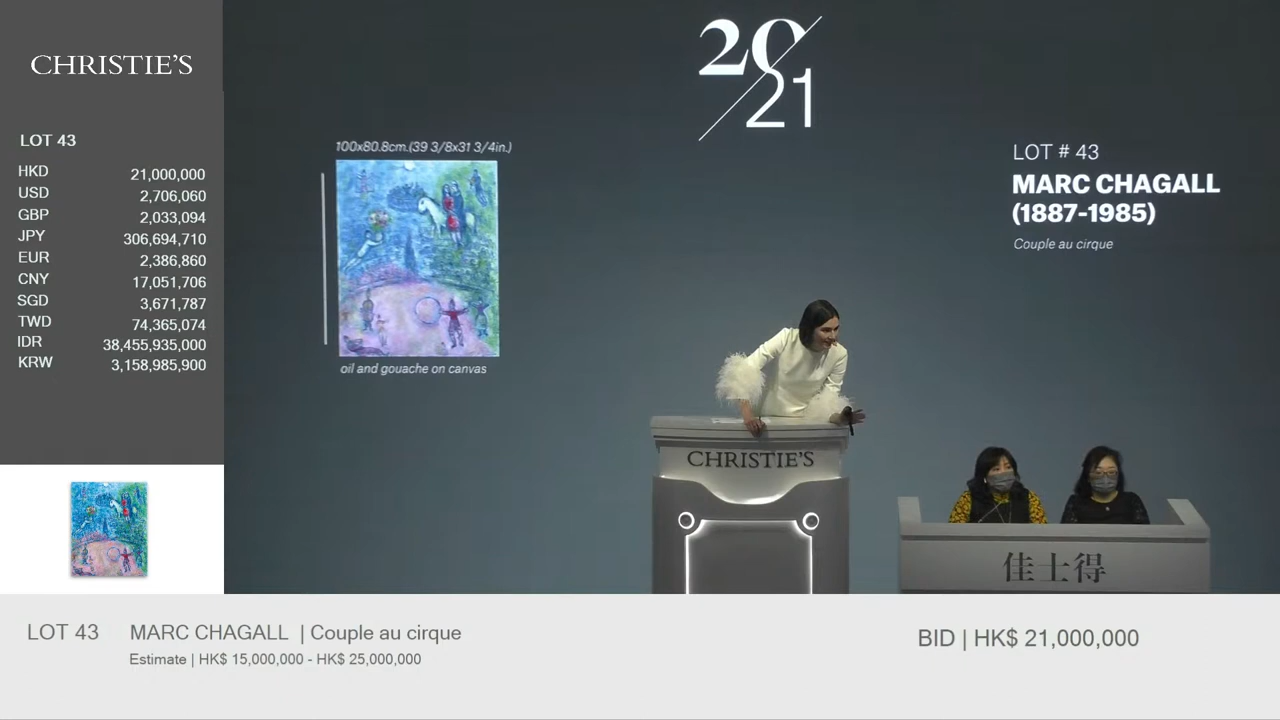 CHRISTIE'S
LOT 43
HKD 21,000,000
USD 2,706,060
GBP 2,033,094
JPY 306,694,710
EUR 2,386,860
CNY 17,051,706
SGD 3,671,787
TWD 74,365,074
IDR 38,455,935,000
KRW 3,158,985,900
20/21
100x80.8cm.(39 3/8x31 3/4in.)
oil and gouache on canvas
LOT # 43
MARC CHAGALL
(1887-1985)
Couple au cirque
CHRISTIE'S
佳士得
LOT 43 MARC CHAGALL | Couple au cirque
Estimate | HK$ 15,000,000 - HK$ 25,000,000
BID | HK$ 21,000,000